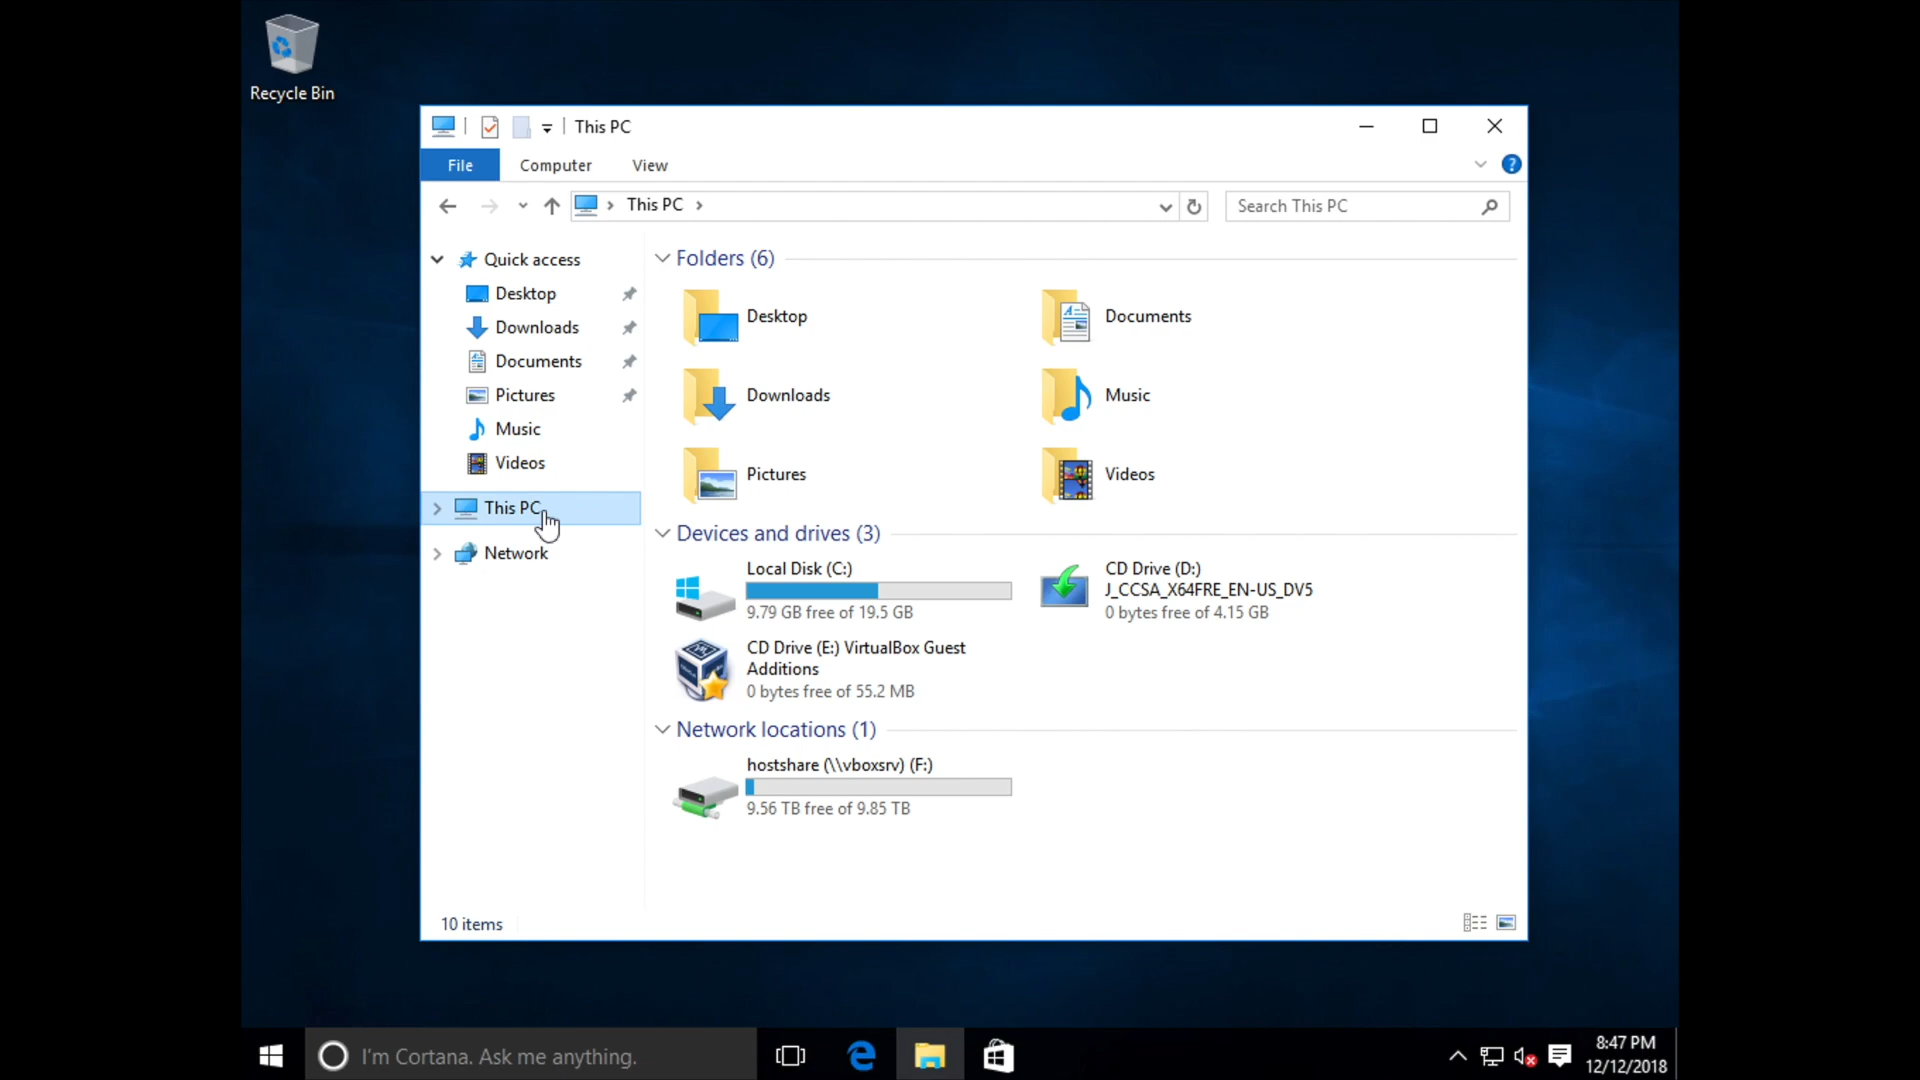 Recycle Bin
This PC
File
Computer
View
This PC
Search This PC
Quick access
Desktop
Downloads
Documents
Pictures
Music
Videos
This PC
Network
Folders (6)
Desktop
Documents
Downloads
Music
Pictures
Videos
Devices and drives (3)
Local Disk (C:)
9.79 GB free of 19.5 GB
CD Drive (D:)
J_CCSA_X64FRE_EN-US_DV5
0 bytes free of 4.15 GB
CD Drive (E:) VirtualBox Guest
Additions
0 bytes free of 55.2 MB
Network locations (1)
hostshare (\\vboxsrv) (F:)
9.56 TB free of 9.85 TB
10 items
I'm Cortana. Ask me anything.
8:47 PM
12/12/2018